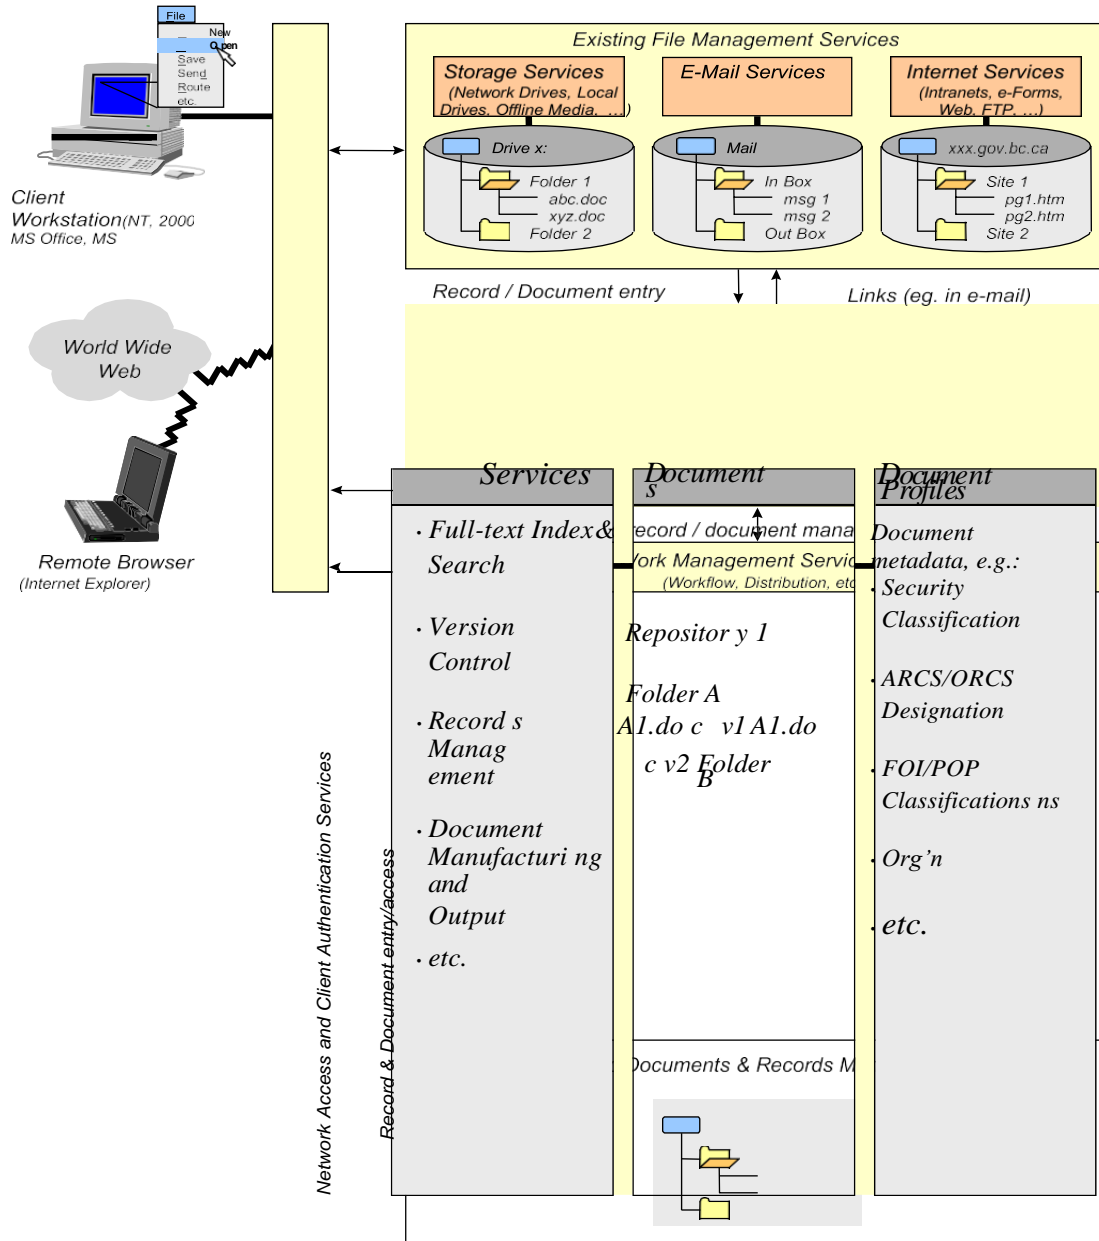 File
New
Open
Save
Send
Route
etc.
Client
Workstation(NT, 2000
MS Office, MS
World Wide
Web
Remote Browser
(Internet Explorer)
Network Access and Client Authentication Services
Record & Document entry/access
Existing File Management Services
Storage Services
(Network Drives, Local
Drives, Offline Media, …)
E-Mail Services
Internet Services
(Intranets, e-Forms,
Web, FTP, …)
Drive x:
Folder 1
abc.doc
xyz.doc
Folder 2
Mail
In Box
msg 1
msg 2
Out Box
xxx.gov.bc.ca
Site 1
pg1.htm
pg2.htm
Site 2
Record / Document entry
Links (eg. in e-mail)
Services
· Full-text Index &
Search
· Version
Control
· Record s
Manag
ement
· Document
Manufacturi ng
and
Output
· etc.
Document
s
record / document mana
ork Management Servic
(Workflow, Distribution, etc
Repositor y 1
Folder A
A1.do c v1 A1.do
c v2 Folder
B
Documents & Records M
Document
Profiles
Document
metadata, e.g.:
· Security
Classification
· ARCS/ORCS
Designation
· FOI/POP
Classifications ns
· Org’n
· etc.